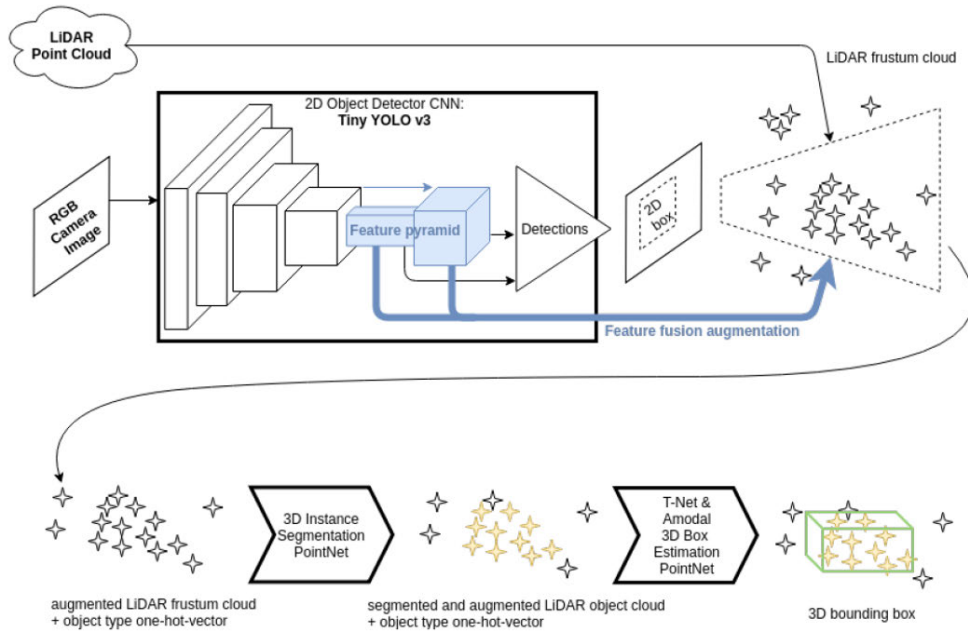 LiDAR
Point Cloud
LiDAR frustum cloud
2D Object Detector CNN:
Tiny YOLO v3
RGB
Camera
Image
Feature pyramid
Detections
2D
box
Feature fusion augmentation
3D Instance
Segmentation
PointNet
T-Net &
Amodal
3D Box
Estimation
PointNet
augmented LiDAR frustum cloud
+ object type one-hot-vector
segmented and augmented LiDAR object cloud
+ object type one-hot-vector
3D bounding box